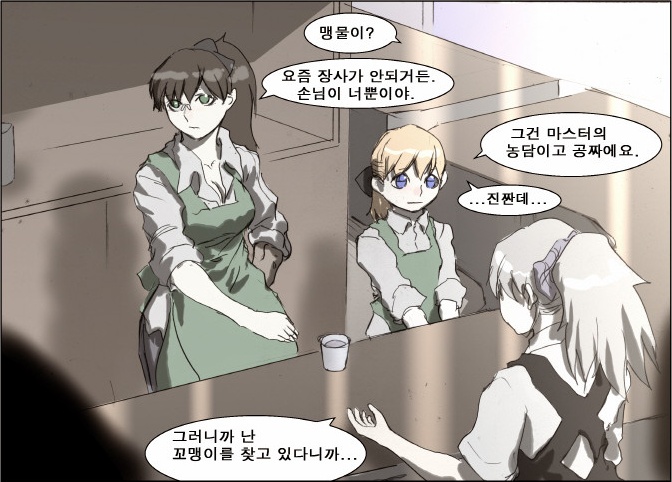 맹물이?
요즘 장사가 안되거든.
손님이 너뿐이야.
그건 마스터의
농담이고 공짜에요.
...진짠데...
그러니까 난
꼬맹이를 찾고 있다니까...